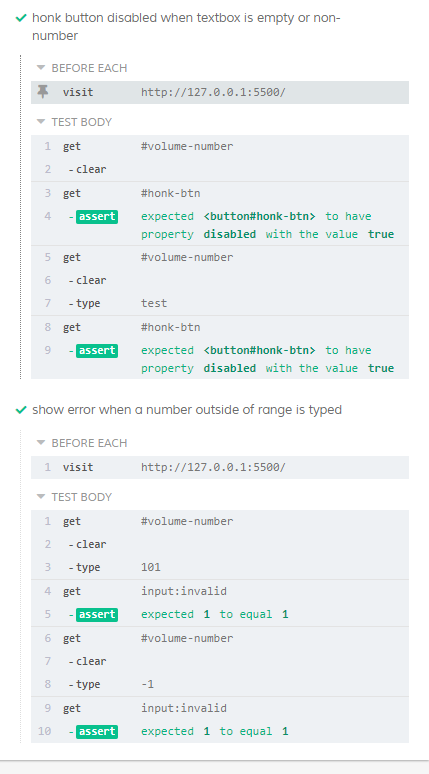 honk button disabled when textbox is empty or non-
number
BEFORE EACH
visit http://127.0.0.1:5500/
TEST BODY
1 get #volume-number
2 -clear
3 get #honk-btn
4 -assert expected <button#honk-btn> to have
property disabled with the value true
5 get #volume-number
6 -clear
7 -type test
8 get #honk-btn
9 -assert expected <button#honk-btn> to have
property disabled with the value true
show error when a number outside of range is typed
BEFORE EACH
1 visit http://127.0.0.1:5500/
TEST BODY
1 get #volume-number
2 -clear
3 -type 101
4 get input:invalid
5 -assert expected 1 to equal 1
6 get #volume-number
7 -clear
8 -type -1
9 get input:invalid
10 -assert expected 1 to equal 1